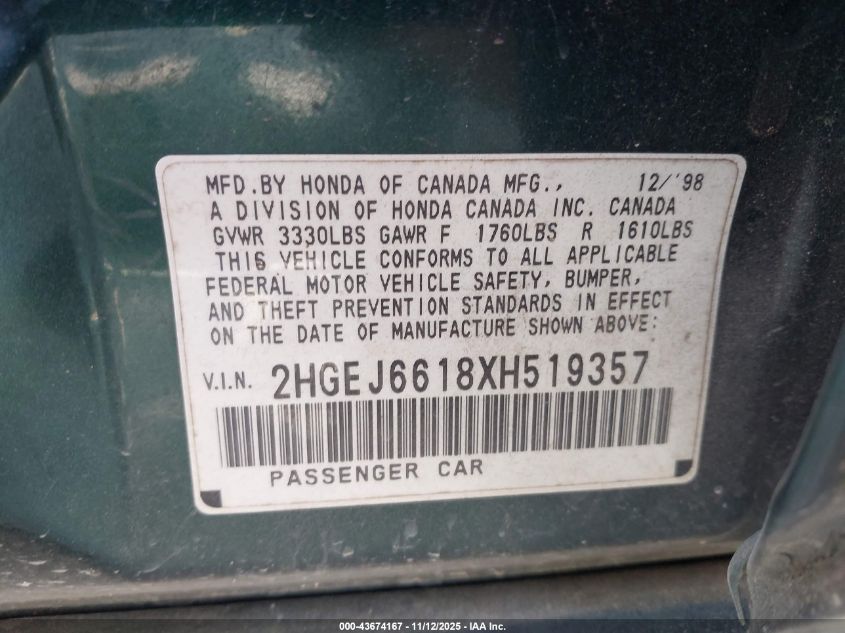 MFD.BY HONDA OF CANADA MFG., 12/'98
A DIVISION OF HONDA CANADA INC. CANADA
GVWR 3330LBS GAWR F 1760LBS R 1610LBS
THIS VEHICLE CONFORMS TO ALL APPLICABLE
FEDERAL MOTOR VEHICLE SAFETY, BUMPER,
AND THEFT PREVENTION STANDARDS IN EFFECT
ON THE DATE OF MANUFACTURE SHOWN ABOVE:
V.I.N. 2HGEJ6618XH519357
PASSENGER CAR
000-43674167 - 11/12/2025 - IAA Inc.